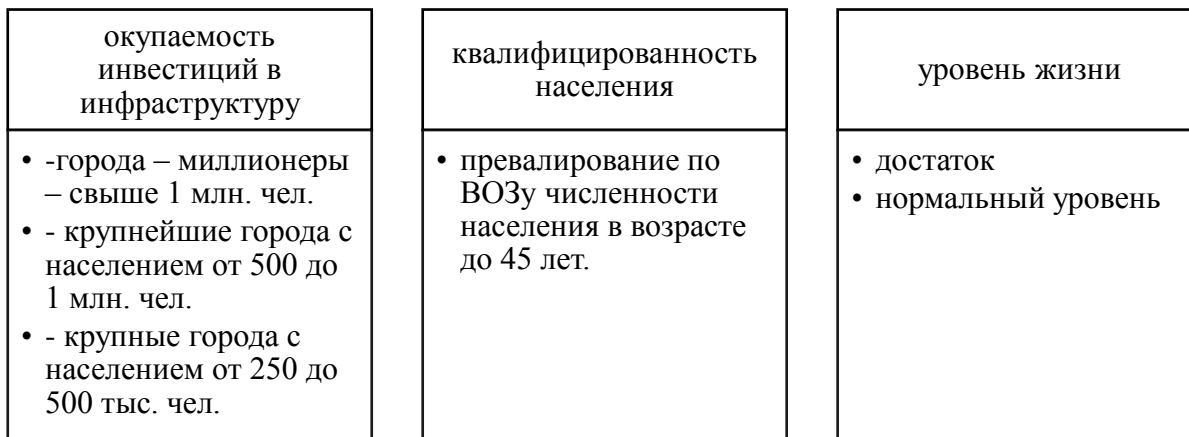 окупаемость
инвестиций в
инфраструктуру
• -города – миллионеры
– свыше 1 млн. чел.
• - крупнейшие города с
населением от 500 до
1 млн. чел.
• - крупные города с
населением от 250 до
500 тыс. чел.
квалифицированность
населения
• превалирование по
ВОЗу численности
населения в возрасте
до 45 лет.
уровень жизни
• достаток
• нормальный уровень